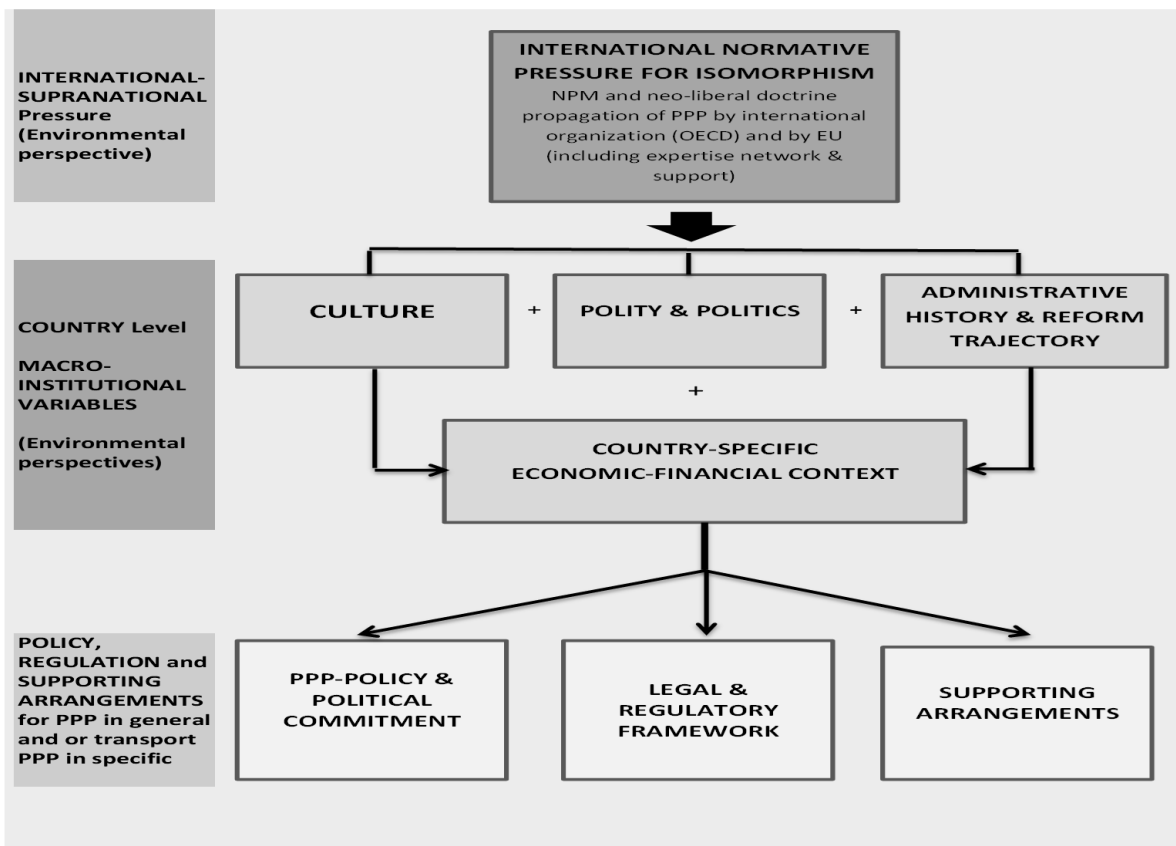 INTERNATIONAL-
SUPRANATIONAL
Pressure
(Environmental
perspective)
INTERNATIONAL NORMATIVE
PRESSURE FOR ISOMORPHISM
NPM and neo-liberal doctrine
propagation of PPP by international
organization (OECD) and by EU
(including expertise network &
support)
COUNTRY Level
MACRO-
INSTITUTIONAL
VARIABLES
(Environmental
perspectives)
CULTURE
+
POLITY & POLITICS
+
ADMINISTRATIVE
HISTORY & REFORM
TRAJECTORY
+
COUNTRY-SPECIFIC
ECONOMIC-FINANCIAL CONTEXT
POLICY,
REGULATION and
SUPPORTING
ARRANGEMENTS
for PPP in general
and or transport
PPP in specific
PPP-POLICY &
POLITICAL
COMMITMENT
LEGAL &
REGULATORY
FRAMEWORK
SUPPORTING
ARRANGEMENTS